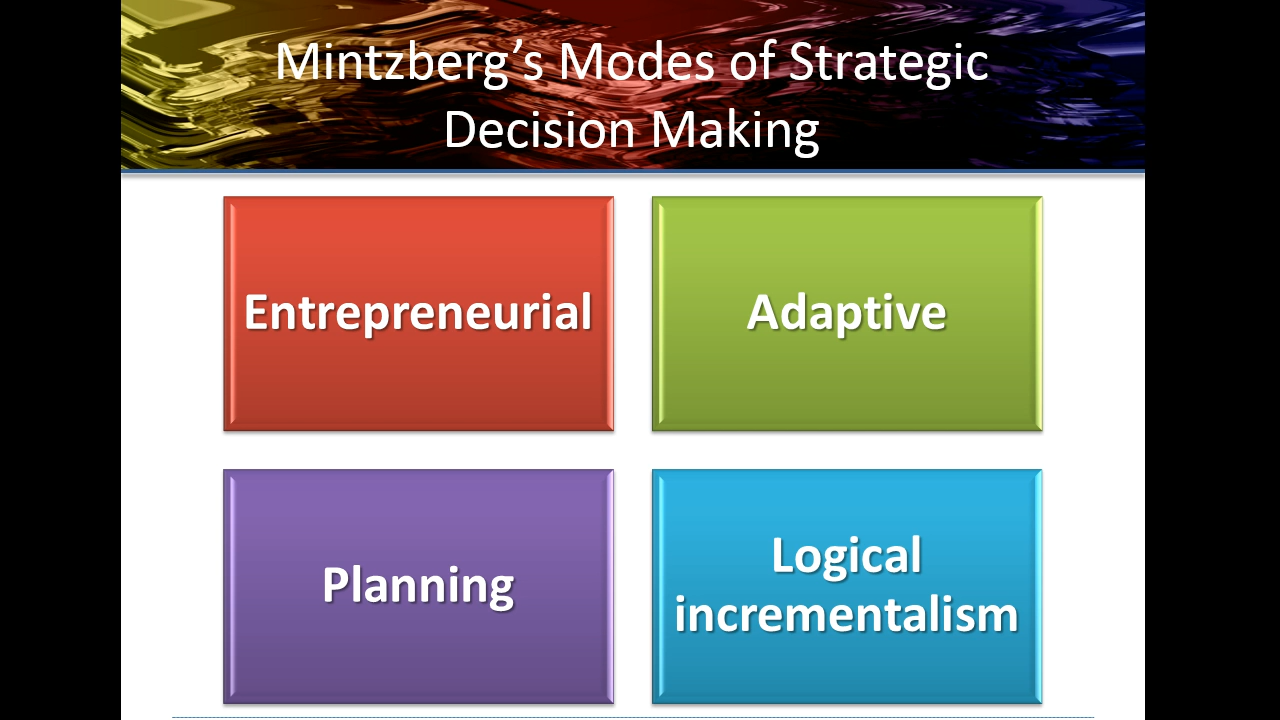 Mintzberg’s Modes of Strategic
Decision Making
Entrepreneurial
Adaptive
Planning
Logical
incrementalism